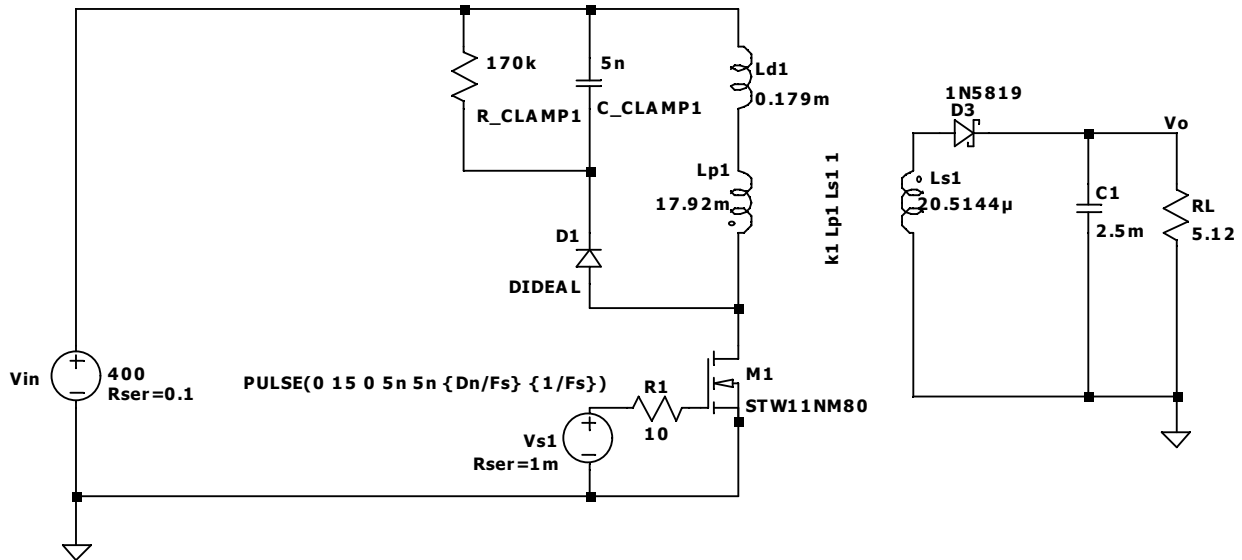 170k
R_CLAMP1
5n
C_CLAMP1
Ld1
0.179m
Lp1
17.92m
D1
DIDEAL
k1 Lp1 Ls1 1
1N5819
D3
Vo
Ls1
20.5144µ
C1
2.5m
RL
5.12
Vin
400
Rser=0.1
PULSE(0 15 0 5n 5n {Dn/Fs} {1/Fs})
R1
10
M1
STW11NM80
Vs1
Rser=1m